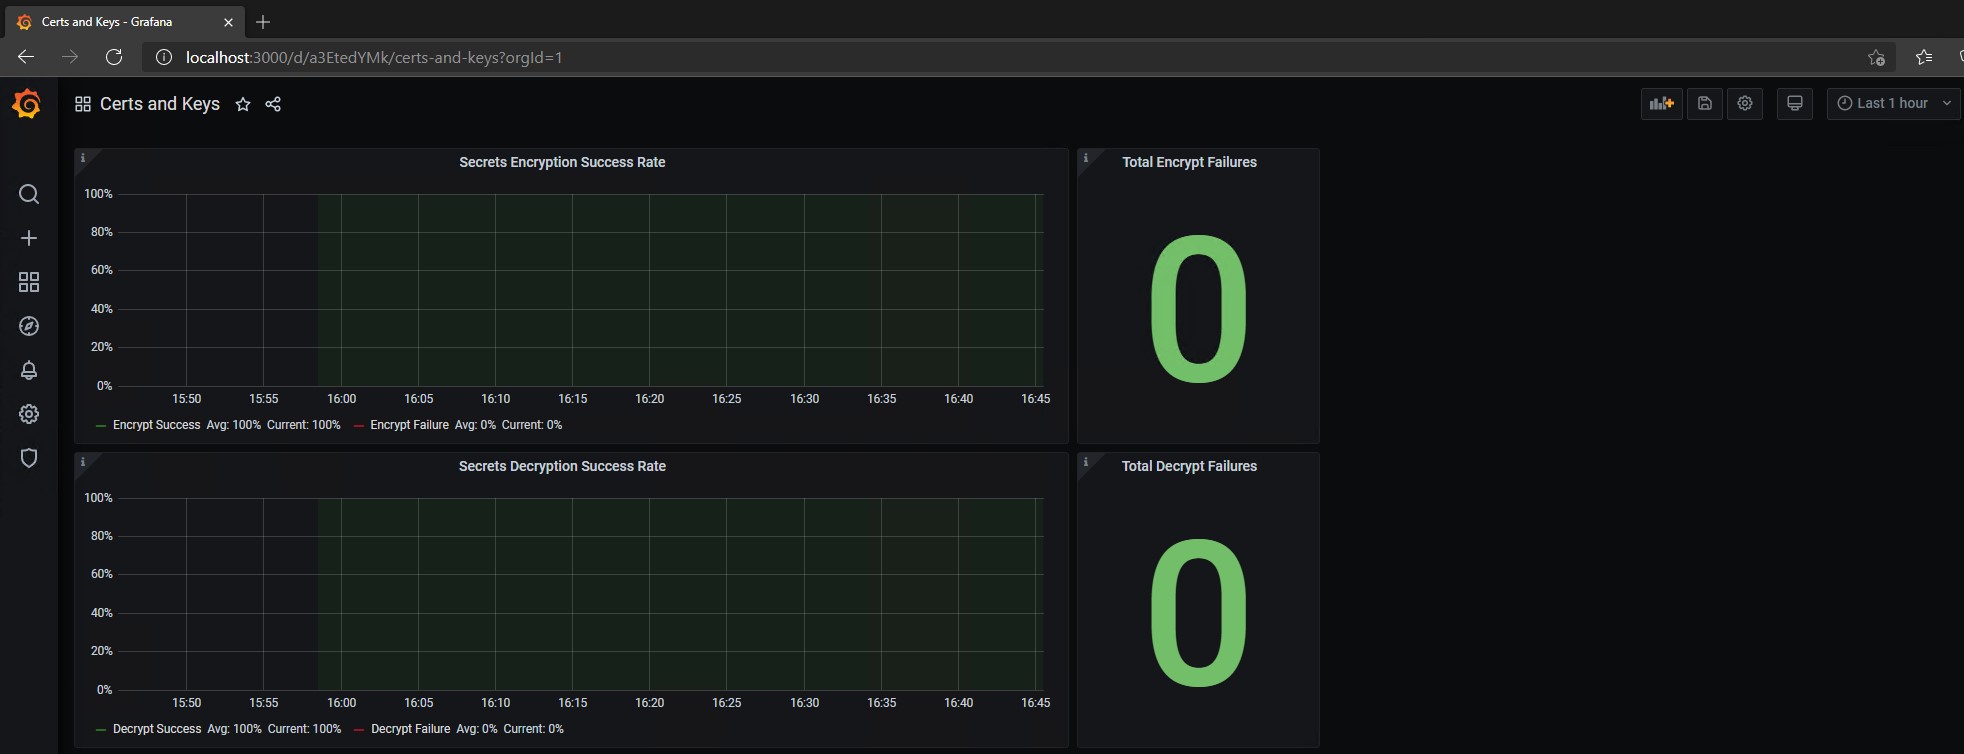 Certs and Keys - Grafana
localhost:3000/d/a3EtedYMk/certs-and-keys?orgId=1
Certs and Keys
Last 1 hour
Secrets Encryption Success Rate
100%
80%
60%
40%
20%
0%
15:50 15:55 16:00 16:05 16:10 16:15 16:20 16:25 16:30 16:35 16:40 16:45
Encrypt Success Avg: 100% Current: 100% Encrypt Failure Avg: 0% Current: 0%
Total Encrypt Failures
0
Secrets Decryption Success Rate
100%
80%
60%
40%
20%
0%
15:50 15:55 16:00 16:05 16:10 16:15 16:20 16:25 16:30 16:35 16:40 16:45
Decrypt Success Avg: 100% Current: 100% Decrypt Failure Avg: 0% Current: 0%
Total Decrypt Failures
0